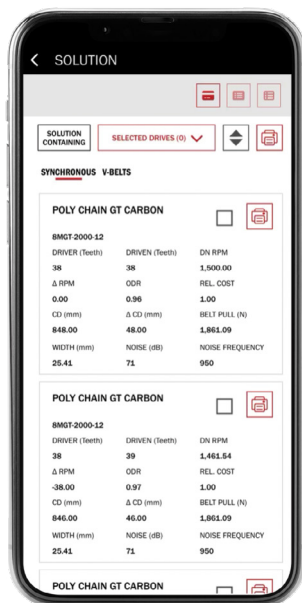 SOLUTION
SOLUTION CONTAINING
SELECTED DRIVES (0)
SYNCHRONOUS V-BELTS
POLY CHAIN GT CARBON
8MGT-2000-12
DRIVER (Teeth) DRIVEN (Teeth) DN RPM
38 38 1,500.00
Δ RPM ODR REL. COST
0.00 0.96 1.00
CD (mm) Δ CD (mm) BELT PULL (N)
848.00 48.00 1,861.09
WIDTH (mm) NOISE (dB) NOISE FREQUENCY
25.41 71 950
POLY CHAIN GT CARBON
8MGT-2000-12
DRIVER (Teeth) DRIVEN (Teeth) DN RPM
38 39 1,461.54
Δ RPM ODR REL. COST
-38.00 0.97 1.00
CD (mm) Δ CD (mm) BELT PULL (N)
846.00 46.00 1,861.09
WIDTH (mm) NOISE (dB) NOISE FREQUENCY
25.41 71 950
POLY CHAIN GT CARBON